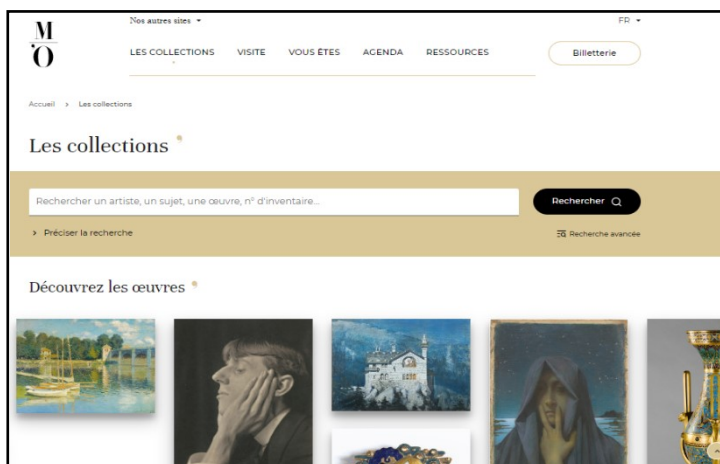 M
'O
Nos autres sites
FR
LES COLLECTIONS VISITE VOUS ÊTES AGENDA RESSOURCES Billetterie
Accueil > Les collections
Les collections
Rechercher un artiste, un sujet, une œuvre, n° d'inventaire...
Rechercher
> Préciser la recherche
Recherche avancée
Découvrez les œuvres